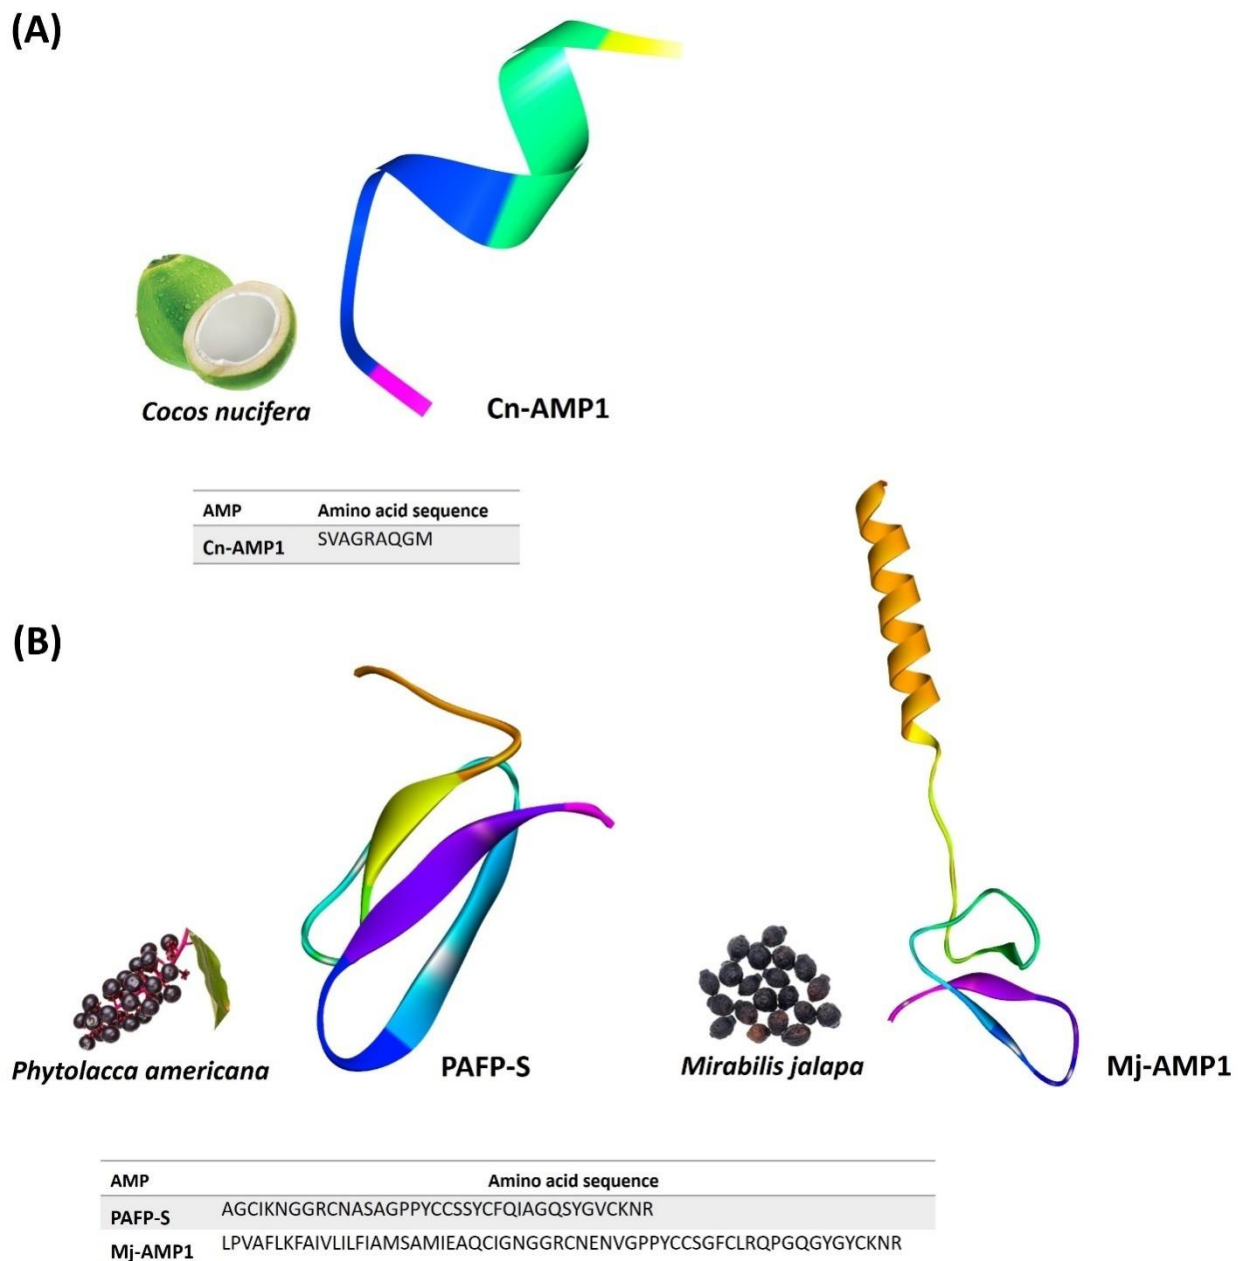 (A)
Cocos nucifera
Cn-AMP1
AMP Amino acid sequence
Cn-AMP1 SVAGRAQGM
(B)
Phytolacca americana
PAFP-S
Mirabilis jalapa
Mj-AMP1
AMP Amino acid sequence
PAFP-S AGCIKNGGRCNASAGPPYCCSSYCFQIAGQSYGVCKNR
Mj-AMP1 LPVAFLKFAIVLILFIAMSAMIEAQCIGNGGRCNENVGPPYCCSGFCLRQPGQGYGYCKNR